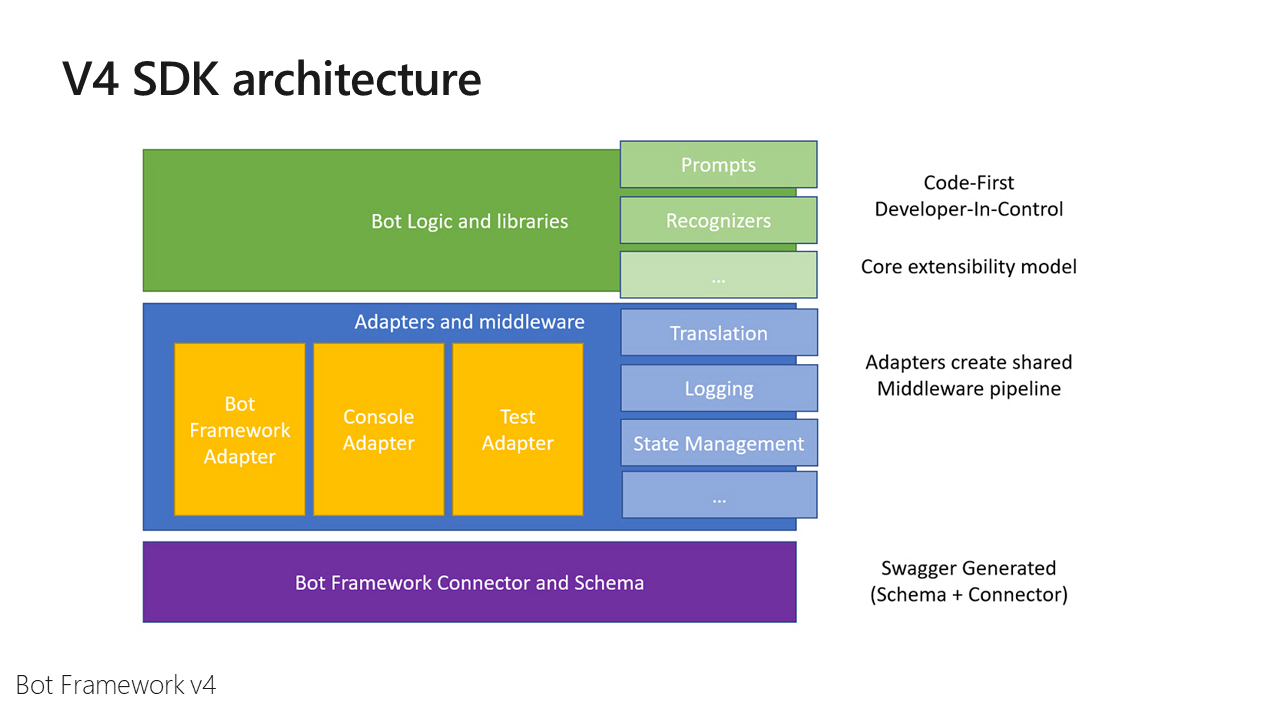 V4 SDK architecture
Prompts
Bot Logic and libraries
Recognizers
...
Code-First
Developer-In-Control
Core extensibility model
Adapters and middleware
Bot
Framework
Adapter
Console
Adapter
Test
Adapter
Translation
Logging
State Management
...
Adapters create shared
Middleware pipeline
Bot Framework Connector and Schema
Swagger Generated
(Schema + Connector)
Bot Framework v4